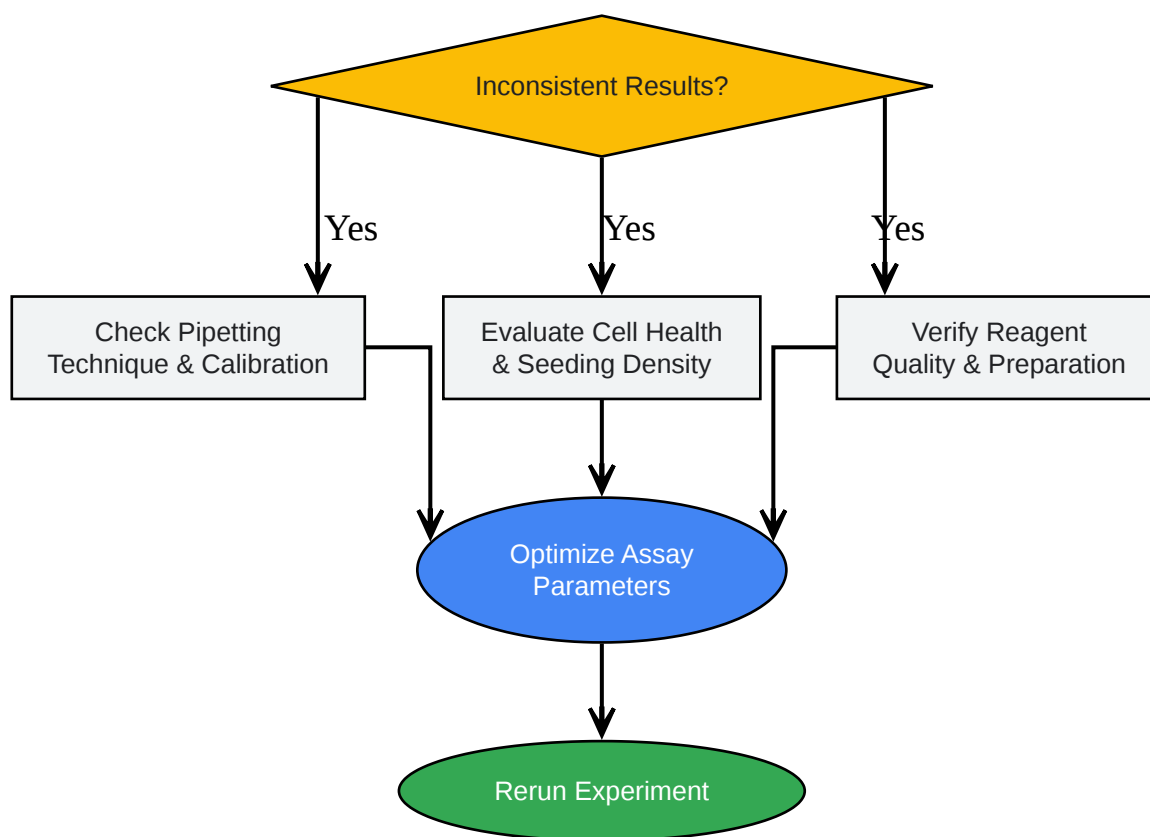 Inconsistent Results?
Yes
Yes
Yes
Check Pipetting
Technique & Calibration
Evaluate Cell Health
& Seeding Density
Verify Reagent
Quality & Preparation
Optimize Assay
Parameters
Rerun Experiment